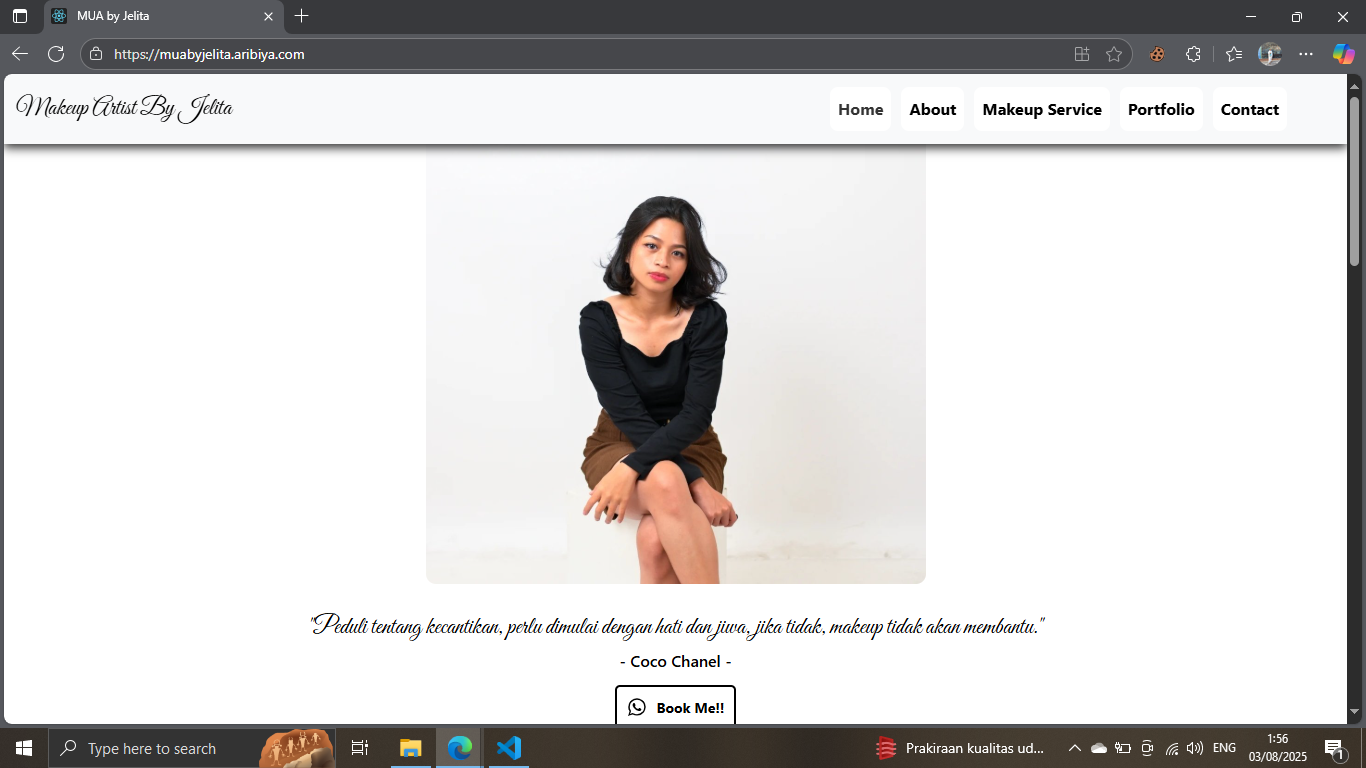 MUA by Jelita
https://muabyjelita.aribiya.com
Makeup Artist By Jelita
Home
About
Makeup Service
Portfolio
Contact
"Peduli tentang kecantikan, perlu dimulai dengan hati dan jiwa, jika tidak, makeup tidak akan membantu."
- Coco Chanel -
Book Me!!
Type here to search
Prakiraan kualitas ud...
ENG
1:56
03/08/2025
1